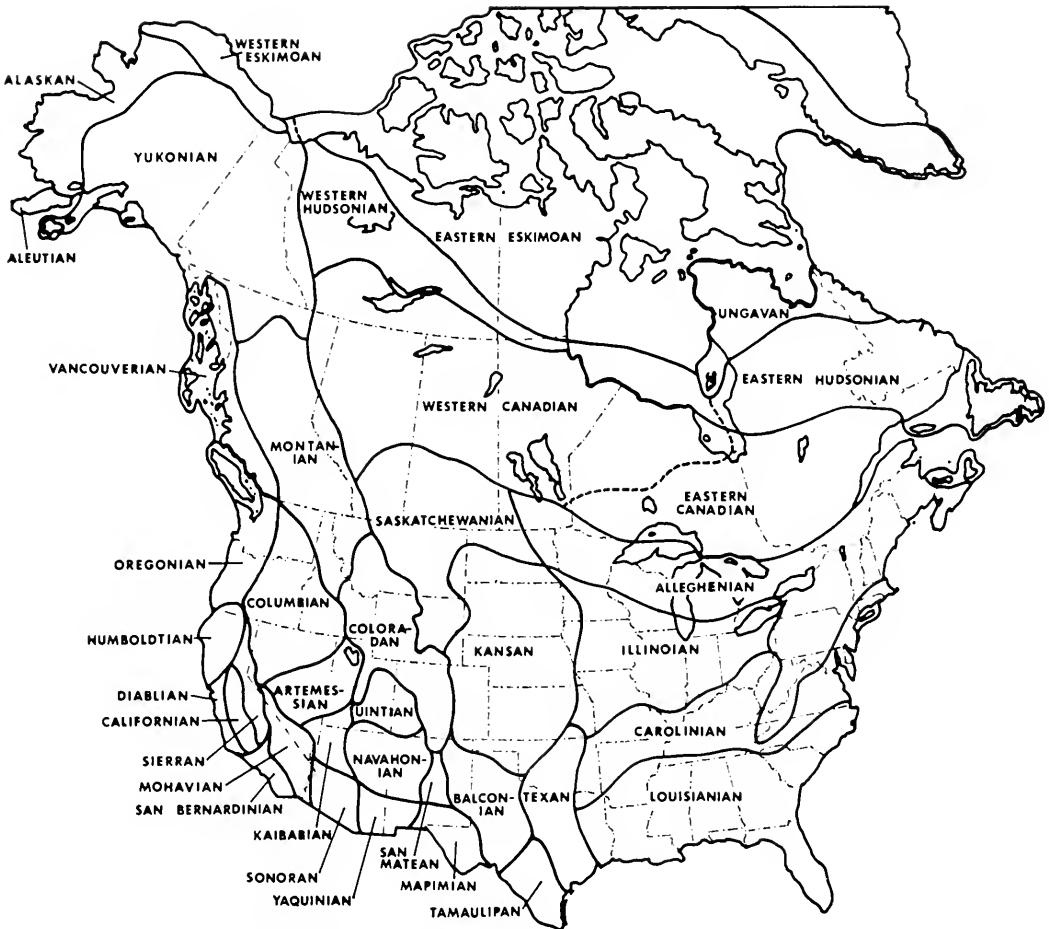 WESTERN
ESKIMOAN
ALASKAN
YUKONIAN
WESTERN
HUDSONIAN
EASTERN ESKIMOAN
ALEUTIAN
UNGAVAN
VANCOUVERIAN
EASTERN HUDSONIAN
WESTERN CANADIAN
MONTAN-
IAN
EASTERN
CANADIAN
SASKATCHEWANIAN
OREGONIAN
ALLEGHENIAN
COLUMBIAN
HUMBOLDTIAN
COLORA-
DAN
KANSAN
ILLINOIAN
DIABLIAN
ARTEMES-
SIAN
UINTIAN
CALIFORNIAN
CAROLINIAN
SIERRAN
NAVAHON-
IAN
MOHAVIAN
BALCON-
IAN
TEXAN
LOUISIANIAN
SAN BERNARDINIAN
KAIBABIAN
SAN
MATEAN
SONORAN
MAPIMIAN
YAQUINIAN
TAMAULIPAN